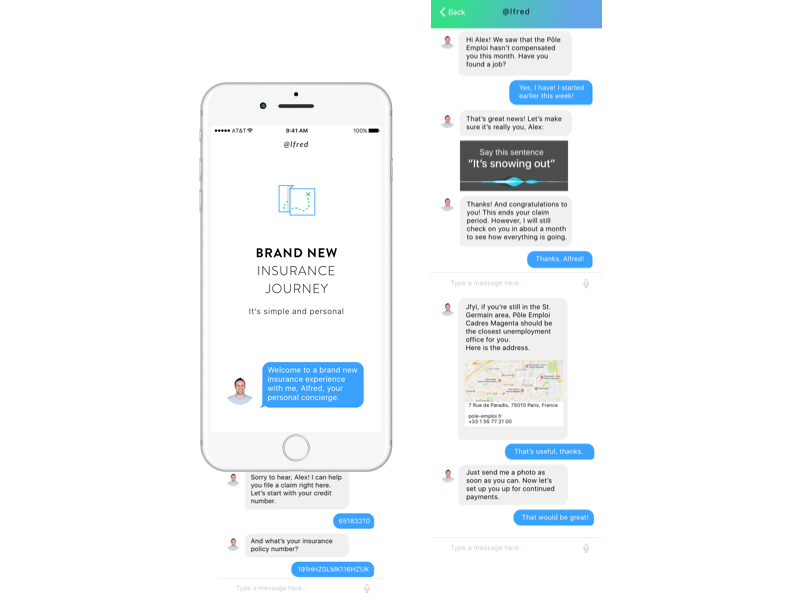 AT&T
9:41 AM
100%
@lfred
BRAND NEW
INSURANCE
JOURNEY
It's simple and personal
Welcome to a brand new
insurance experience
with me, Alfred, your
personal concierge.
Sorry to hear, Alex! I can help
you file a claim right here.
Let's start with your credit
number.
65183210
And what's your insurance
policy number?
191HHZ0LMK116HZUK
Type a message here...
Back
@lfred
Hi Alex! We saw that the Pôle
Emploi hasn't compensated
you this month. Have you
found a job?
Yes, I have! I started
earlier this week!
That's great news! Let's make
sure it's really you, Alex:
Say this sentence
"It's snowing out"
Thanks! And congratulations to
you! This ends your claim
period. However, I will still
check on you in about a month
to see how everything is going.
Thanks, Alfred!
Type a message here...
Jfyi, if you're still in the St.
Germain area, Pôle Emploi
Cadres Magenta should be
the closest unemployment
office for you.
Here is the address.
7 Rue de Paradis, 75010 Paris, France
pole-emploi.fr
+33 1 55 77 21 00
That's useful, thanks.
Just send me a photo as
soon as you can. Now let's
set you up for continued
payments.
That would be great!
Type a message here...